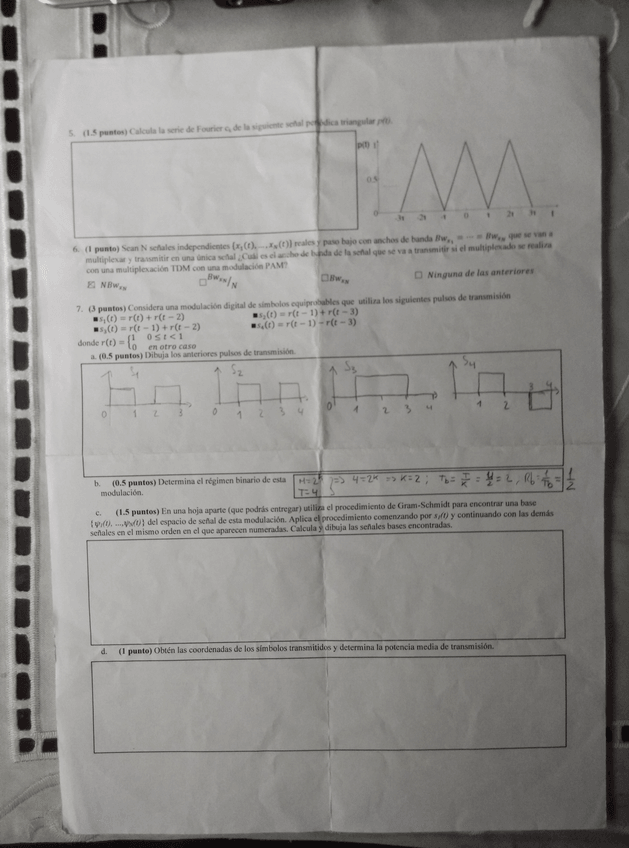 5. (1.5 puntos) Calcula la serie de Fourier cₖ de la siguiente señal periódica triangular p(t).
p(t) 1
0.5
0
-3τ -2τ -τ 0 τ 2τ 3τ t
6. (1 punto) Sean N señales independientes {x₁(t),...,x_N(t)} reales y paso bajo con anchos de banda Bw_x₁ = ··· = Bw_xN que se van a
multiplexar y transmitir en una única señal ¿Cuál es el ancho de banda de la señal que se va a transmitir si el multiplexado se realiza
con una multiplexación TDM con una modulación PAM?
☒ NBw_xN ☐ Bw_xN/N ☐ Bw_xN ☐ Ninguna de las anteriores
7. (3 puntos) Considera una modulación digital de símbolos equiprobables que utiliza los siguientes pulsos de transmisión
■s₁(t) = r(t) + r(t − 2) ■s₂(t) = r(t − 1) + r(t − 3)
■s₃(t) = r(t − 1) + r(t − 2) ■s₄(t) = r(t − 1) − r(t − 3)
donde r(t) = {1 0 ≤ t < 1
0 en otro caso
a. (0.5 puntos) Dibuja los anteriores pulsos de transmisión.
S₁ S₂ S₃ S₄
0 1 2 3 0 1 2 3 4 0 1 2 3 4 1 2 3 4
b. (0.5 puntos) Determina el régimen binario de esta
modulación.
M=2ᵏ => 4=2ᵏ => K=2 ; Tb = T/K = 4/2 = 2, Rb = 1/Tb = 1/2
T=4
c. (1.5 puntos) En una hoja aparte (que podrás entregar) utiliza el procedimiento de Gram-Schmidt para encontrar una base
{ψ₁(t), ...,ψ₃(t)} del espacio de señal de esta modulación. Aplica el procedimiento comenzando por s₁(t) y continuando con las demás
señales en el mismo orden en el que aparecen numeradas. Calcula y dibuja las señales bases encontradas.
d. (1 punto) Obtén las coordenadas de los símbolos transmitidos y determina la potencia media de transmisión.